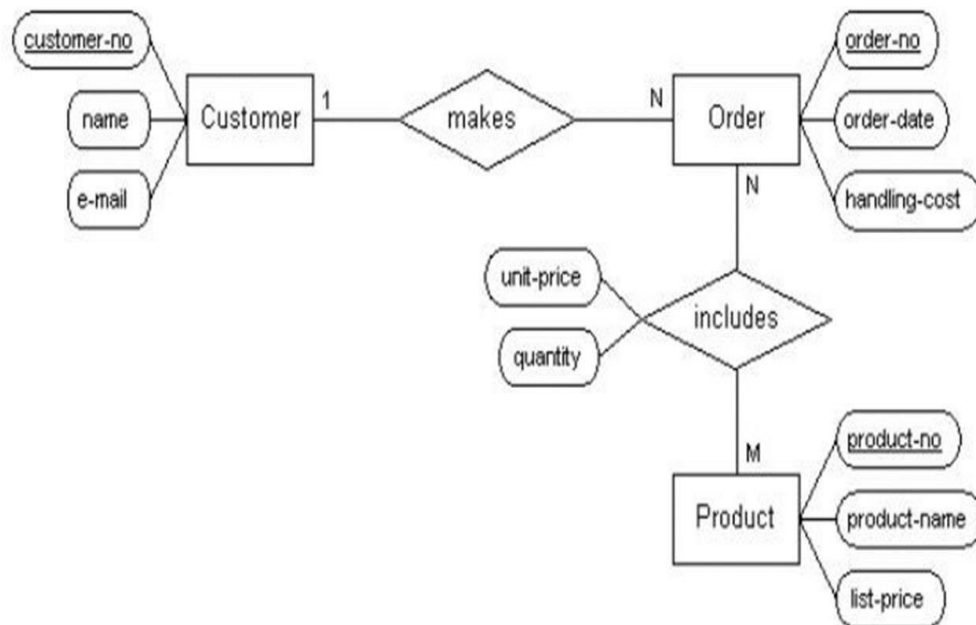 customer-no
name
e-mail
Customer
1
makes
N
Order
order-no
order-date
handling-cost
N
unit-price
quantity
includes
M
Product
product-no
product-name
list-price